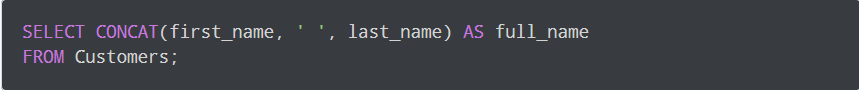 SELECT CONCAT(first_name, ' ', last_name) AS full_name
FROM Customers;